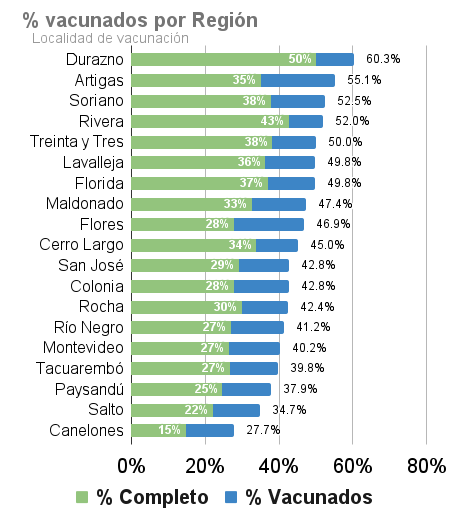 % vacunados por Región
Localidad de vacunación
Durazno 50% 60.3%
Artigas 35% 55.1%
Soriano 38% 52.5%
Rivera 43% 52.0%
Treinta y Tres 38% 50.0%
Lavalleja 36% 49.8%
Florida 37% 49.8%
Maldonado 33% 47.4%
Flores 28% 46.9%
Cerro Largo 34% 45.0%
San José 29% 42.8%
Colonia 28% 42.8%
Rocha 30% 42.4%
Río Negro 27% 41.2%
Montevideo 27% 40.2%
Tacuarembó 27% 39.8%
Paysandú 25% 37.9%
Salto 22% 34.7%
Canelones 15% 27.7%
0% 20% 40% 60% 80%
% Completo % Vacunados